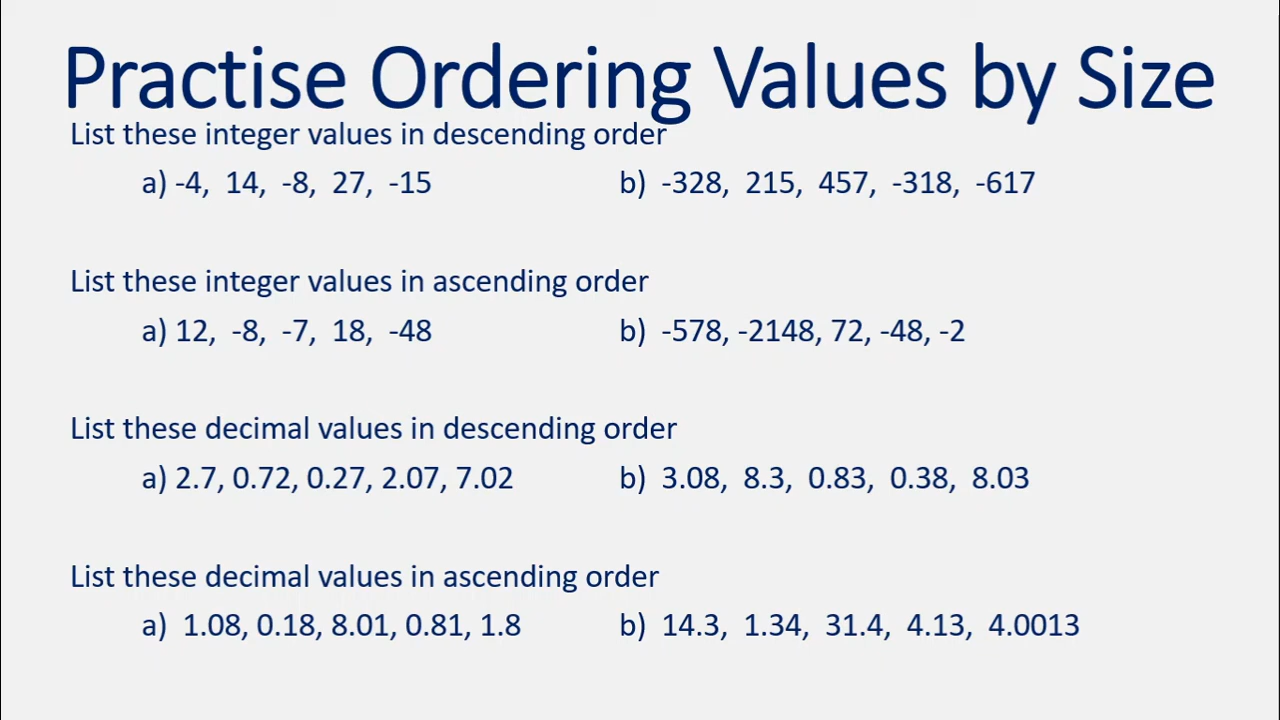 Practise Ordering Values by Size
List these integer values in descending order
a) -4, 14, -8, 27, -15 b) -328, 215, 457, -318, -617
List these integer values in ascending order
a) 12, -8, -7, 18, -48 b) -578, -2148, 72, -48, -2
List these decimal values in descending order
a) 2.7, 0.72, 0.27, 2.07, 7.02 b) 3.08, 8.3, 0.83, 0.38, 8.03
List these decimal values in ascending order
a) 1.08, 0.18, 8.01, 0.81, 1.8 b) 14.3, 1.34, 31.4, 4.13, 4.0013